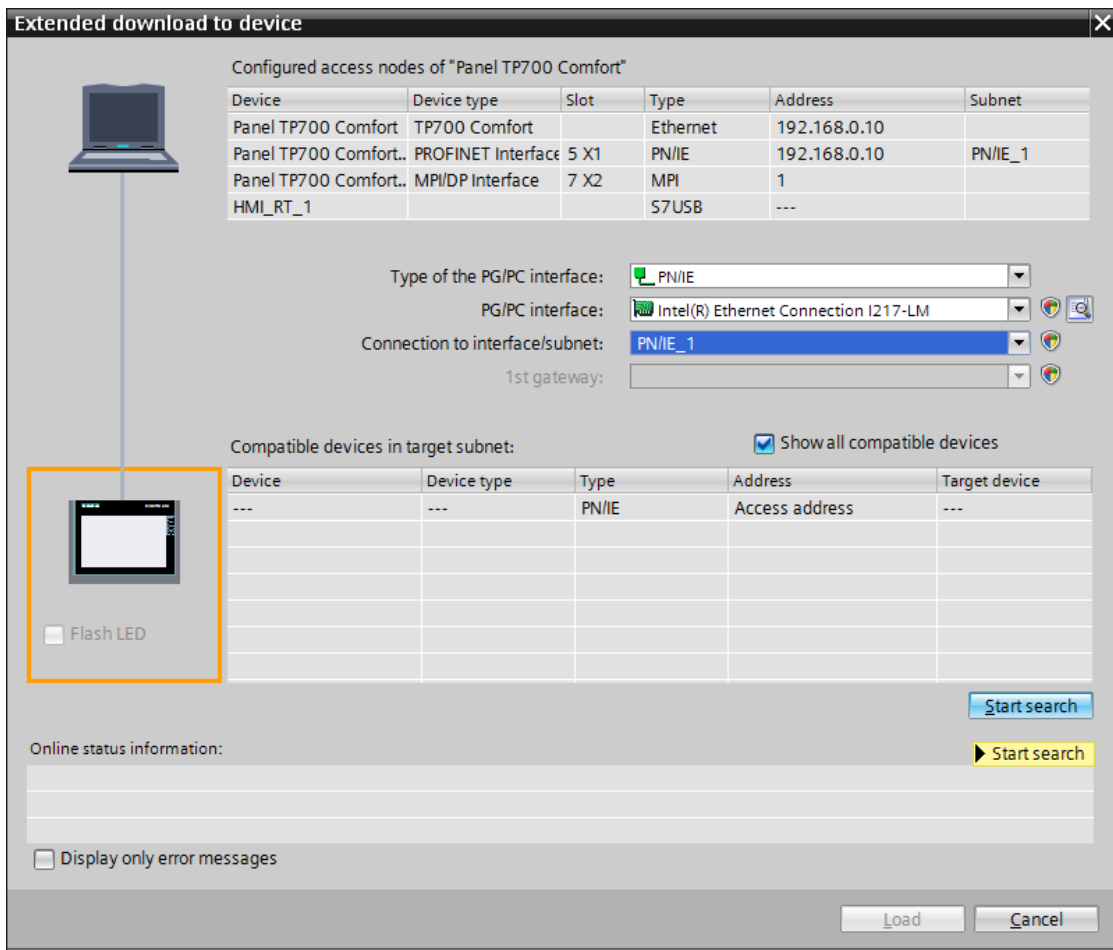 Extended download to device
Configured access nodes of "Panel TP700 Comfort"
Device Device type Slot Type Address Subnet
Panel TP700 Comfort TP700 Comfort Ethernet 192.168.0.10
Panel TP700 Comfort.. PROFINET Interface 5 X1 PN/IE 192.168.0.10 PN/IE_1
Panel TP700 Comfort.. MPI/DP Interface 7 X2 MPI 1
HMI_RT_1 S7USB ---
Type of the PG/PC interface: PN/IE
PG/PC interface: Intel(R) Ethernet Connection I217-LM
Connection to interface/subnet: PN/IE_1
1st gateway:
Compatible devices in target subnet: Show all compatible devices
Device Device type Type Address Target device
--- --- PN/IE Access address ---
Flash LED
Start search
Online status information:
Start search
Display only error messages
Load Cancel